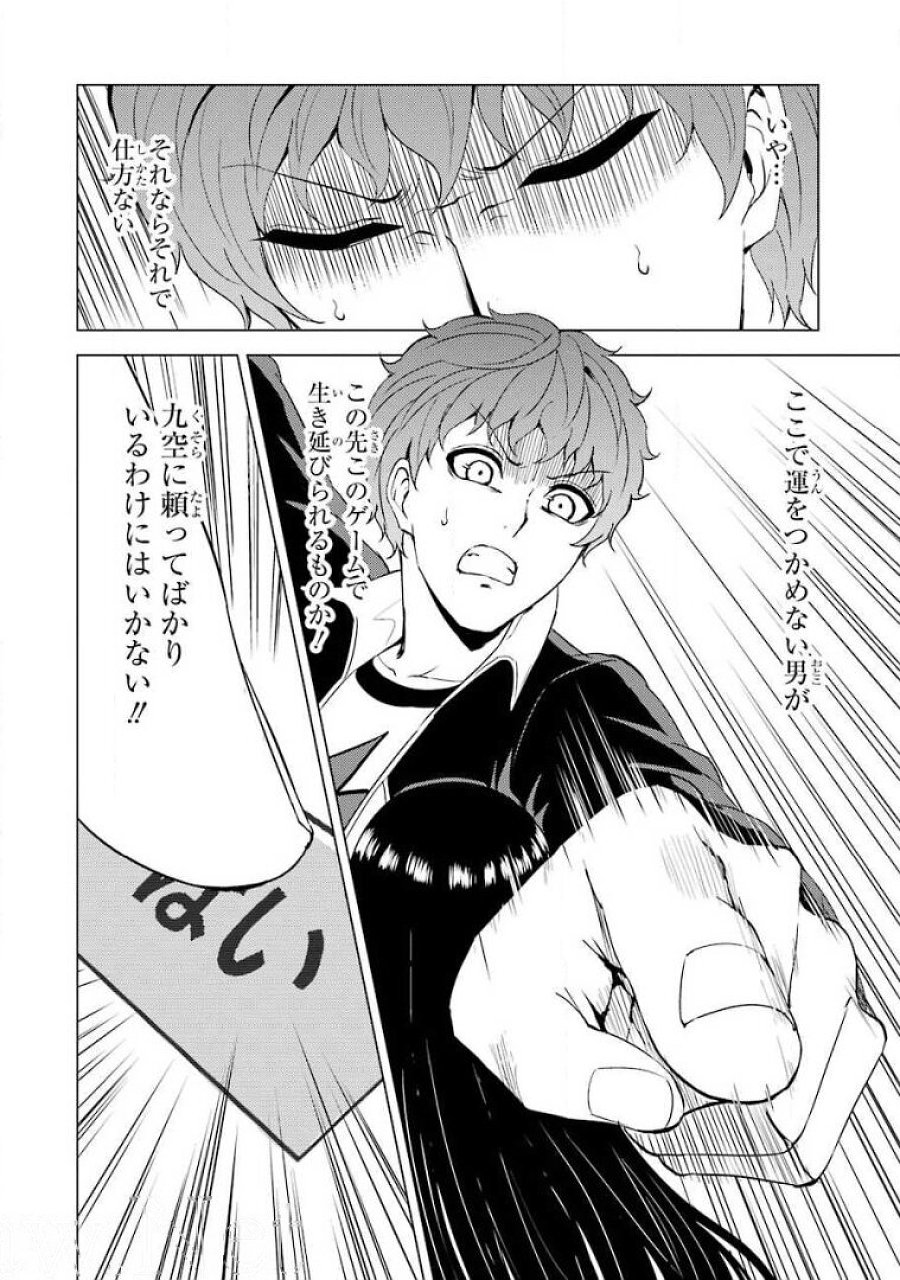 いや…
それならそれで
仕方ない
ここで運をつかめない男が
この先このゲームで
生き延びられるものか！
九空に頼ってばかり
いるわけにはいかない！！
ない